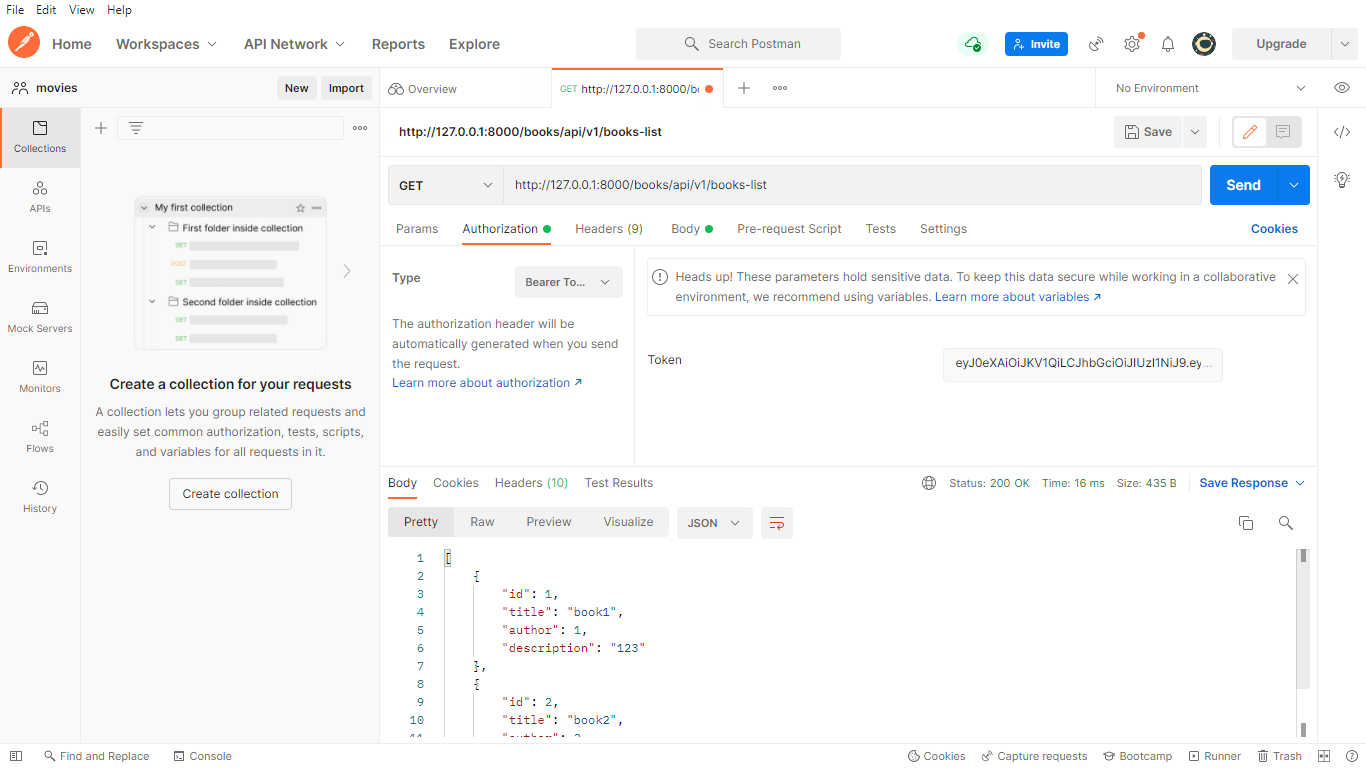 File Edit View Help
Home Workspaces API Network Reports Explore Search Postman Invite Upgrade
movies New Import Overview GET http://127.0.0.1:8000/bo No Environment
http://127.0.0.1:8000/books/api/v1/books-list Save
Collections
APIs
Environments
Mock Servers
Monitors
Flows
History
My first collection
First folder inside collection
GET
POST
GET
Second folder inside collection
GET
GET
Create a collection for your requests
A collection lets you group related requests and
easily set common authorization, tests, scripts,
and variables for all requests in it.
Create collection
GET http://127.0.0.1:8000/books/api/v1/books-list Send
Params Authorization Headers (9) Body Pre-request Script Tests Settings Cookies
Type Bearer To...
The authorization header will be
automatically generated when you send
the request.
Learn more about authorization ↗
Heads up! These parameters hold sensitive data. To keep this data secure while working in a collaborative
environment, we recommend using variables. Learn more about variables ↗
Token eyJ0eXAiOiJKV1QiLCJhbGciOiJIUzI1NiJ9.ey...
Body Cookies Headers (10) Test Results Status: 200 OK Time: 16 ms Size: 435 B Save Response
Pretty Raw Preview Visualize JSON
1 [
2 {
3 "id": 1,
4 "title": "book1",
5 "author": 1,
6 "description": "123"
7 },
8 {
9 "id": 2,
10 "title": "book2",
Find and Replace Console Cookies Capture requests Bootcamp Runner Trash